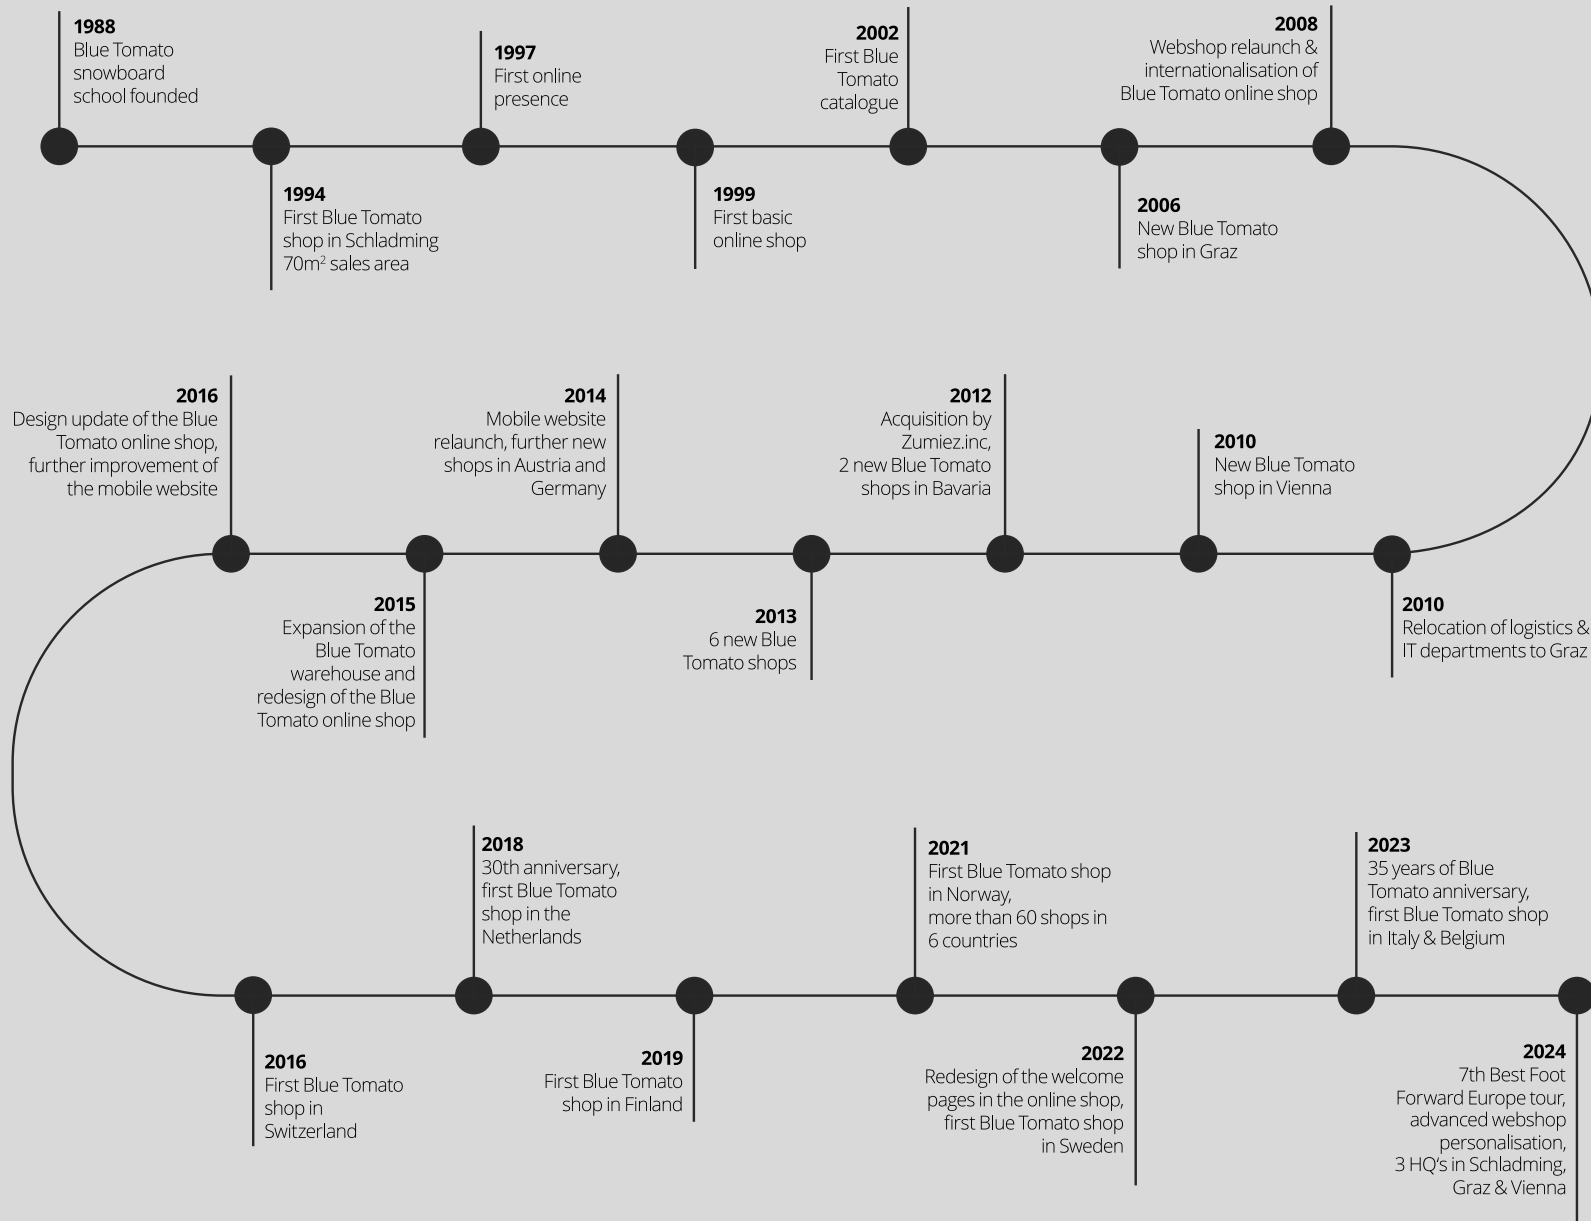 1988
Blue Tomato
snowboard
school founded
1994
First Blue Tomato
shop in Schladming
70m² sales area
1997
First online
presence
1999
First basic
online shop
2002
First Blue
Tomato
catalogue
2006
New Blue Tomato
shop in Graz
2008
Webshop relaunch &
internationalisation of
Blue Tomato online shop
2010
Relocation of logistics &
IT departments to Graz
2010
New Blue Tomato
shop in Vienna
2012
Acquisition by
Zumiez.inc,
2 new Blue Tomato
shops in Bavaria
2013
6 new Blue
Tomato shops
2014
Mobile website
relaunch, further new
shops in Austria and
Germany
2015
Expansion of the
Blue Tomato
warehouse and
redesign of the Blue
Tomato online shop
2016
Design update of the Blue
Tomato online shop,
further improvement of
the mobile website
2016
First Blue Tomato
shop in
Switzerland
2018
30th anniversary,
first Blue Tomato
shop in the
Netherlands
2019
First Blue Tomato
shop in Finland
2021
First Blue Tomato shop
in Norway,
more than 60 shops in
6 countries
2022
Redesign of the welcome
pages in the online shop,
first Blue Tomato shop
in Sweden
2023
35 years of Blue
Tomato anniversary,
first Blue Tomato shop
in Italy & Belgium
2024
7th Best Foot
Forward Europe tour,
advanced webshop
personalisation,
3 HQ‘s in Schladming,
Graz & Vienna